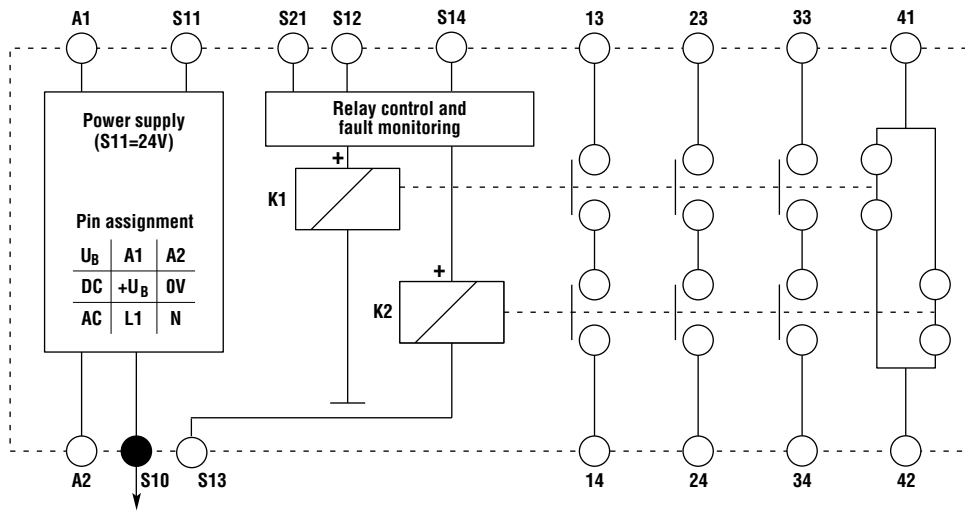 A1 S11 S21 S12 S14 13 23 33 41
Power supply
(S11=24V)
Relay control and
fault monitoring
+
K1
Pin assignment
UB A1 A2
DC +UB 0V
AC L1 N
+
K2
A2 S10 S13 14 24 34 42